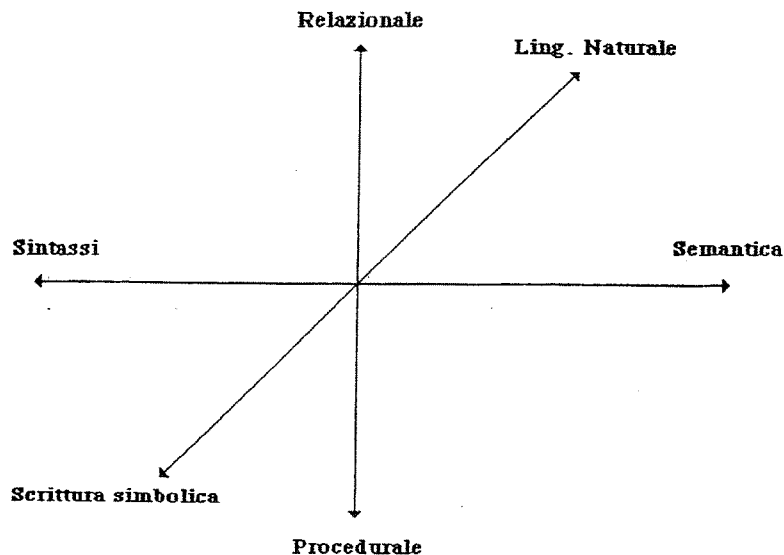 Relazionale
Ling. Naturale
Sintassi
Semantica
Scrittura simbolica
Procedurale